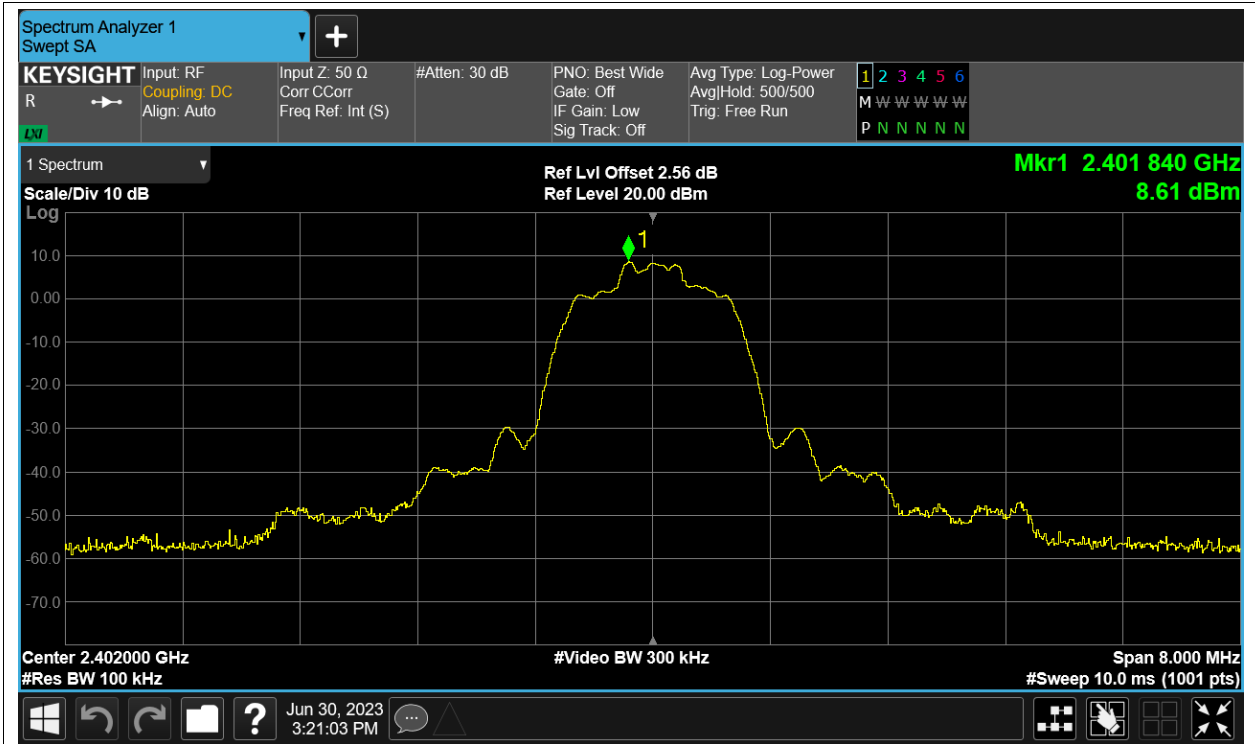 Spectrum Analyzer 1
Swept SA
KEYSIGHT
R
LXI
Input: RF
Coupling: DC
Align: Auto
Input Z: 50 Ω
Corr CCorr
Freq Ref: Int (S)
#Atten: 30 dB
PNO: Best Wide
Gate: Off
IF Gain: Low
Sig Track: Off
Avg Type: Log-Power
Avg|Hold: 500/500
Trig: Free Run
1 2 3 4 5 6
M W W W W W
P N N N N N
1 Spectrum
Scale/Div 10 dB
Log
Ref Lvl Offset 2.56 dB
Ref Level 20.00 dBm
Mkr1 2.401 840 GHz
8.61 dBm
1
10.0
0.00
-10.0
-20.0
-30.0
-40.0
-50.0
-60.0
-70.0
Center 2.402000 GHz
#Res BW 100 kHz
#Video BW 300 kHz
Span 8.000 MHz
#Sweep 10.0 ms (1001 pts)
?
Jun 30, 2023
3:21:03 PM